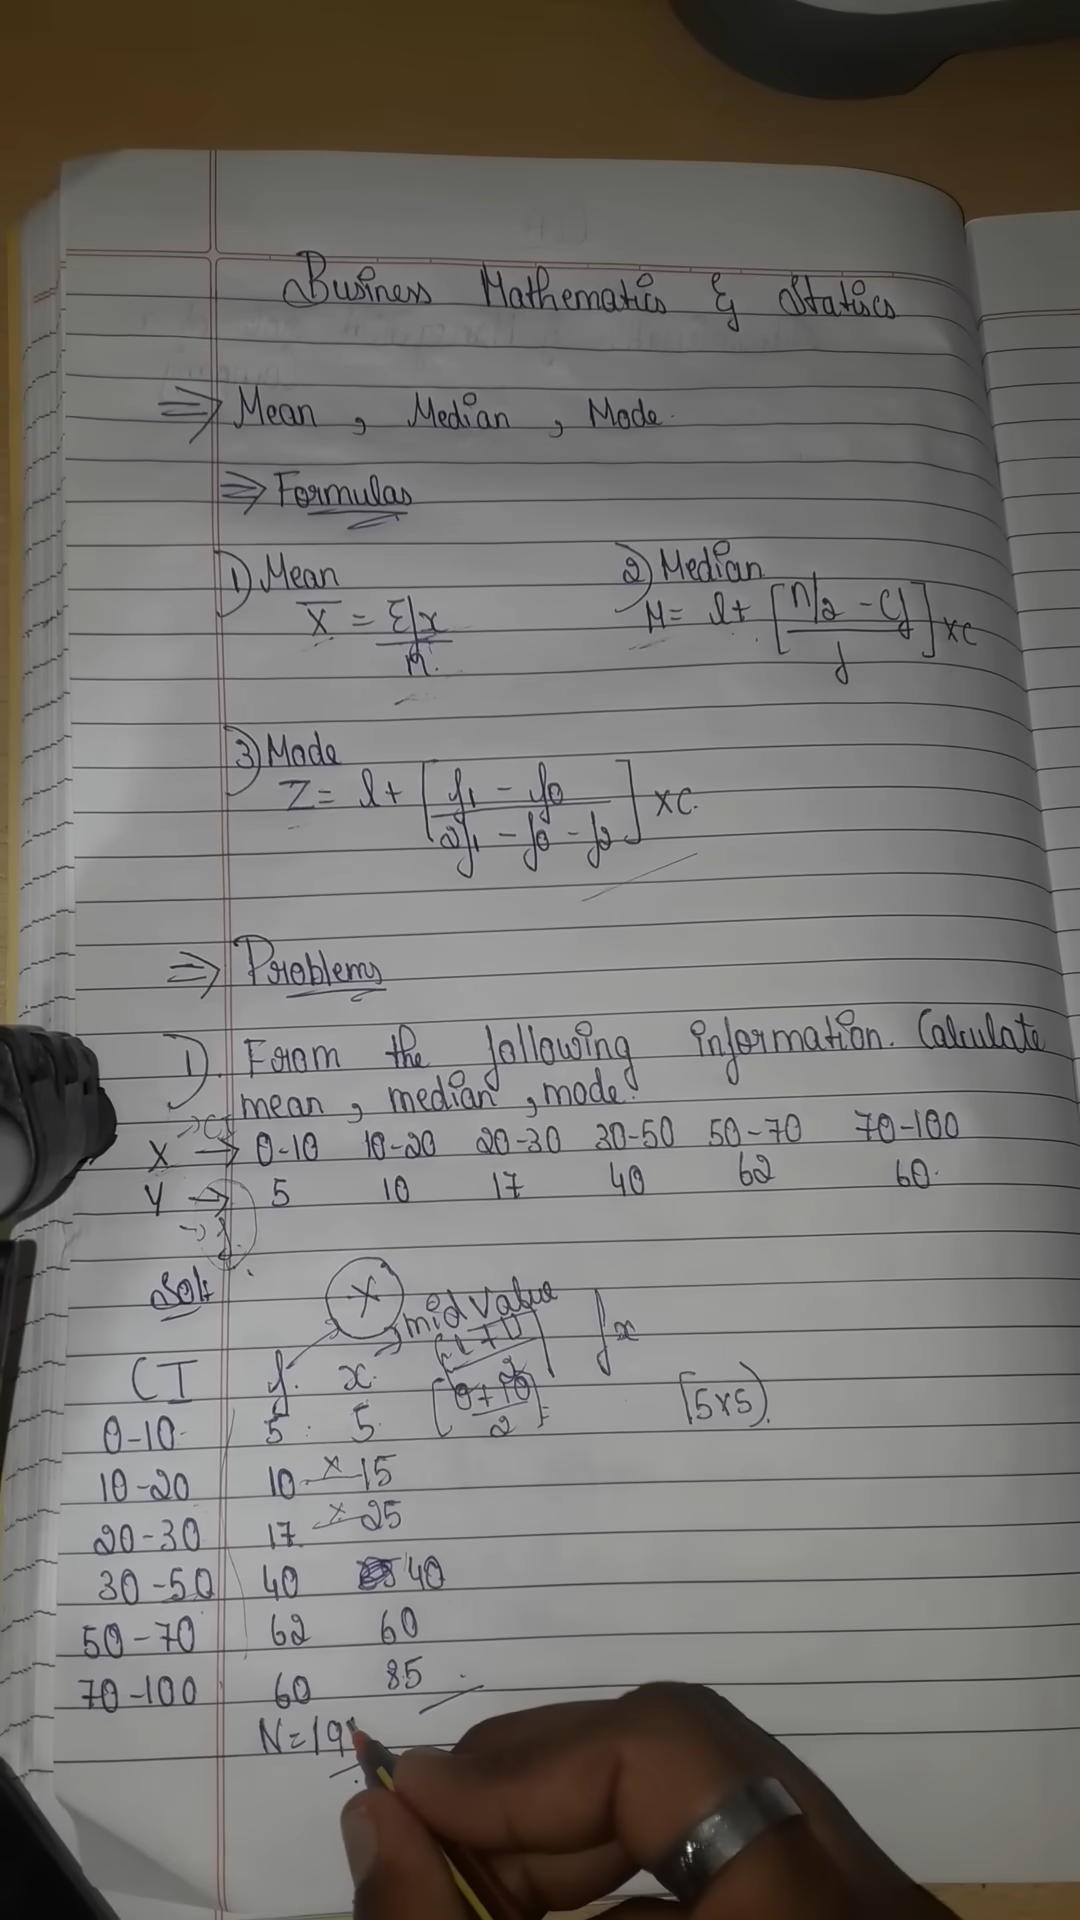 Business Mathematics & Statiscs
⇒ Mean, Median, Mode.
⇒ Formulas
1) Mean
X̄ = Σfx / n
2) Median
M = l + [n/2 - cf / f] × c
3) Mode
Z = l + [f1 - f0 / 2f1 - f0 - f2] × c.
⇒ Problems
1). From the following information. Calculate
mean, median, mode.
X → 0-10 10-20 20-30 30-50 50-70 70-100
Y → 5 10 17 40 62 60.
→ f.
Soln
X mid value fx
CI f. x.
[0+10 / 2] =
(5×5).
0-10 5 5
10-20 10 × 15
20-30 17 × 25
30-50 40 40
50-70 62 60
70-100 60 85
N=19